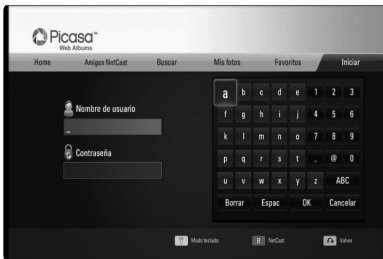 Picasa™
Web Albums
Home Amigos NetCast Buscar Mis fotos Favoritos Iniciar
Nombre de usuario
Contraseña
a b c d e 1 2 3
f g h i j 4 5 6
k l m n o 7 8 9
p q r s t . @ 0
u v w x y z ABC
Borrar Espac OK Cancelar
Modo teclado NetCast Volver